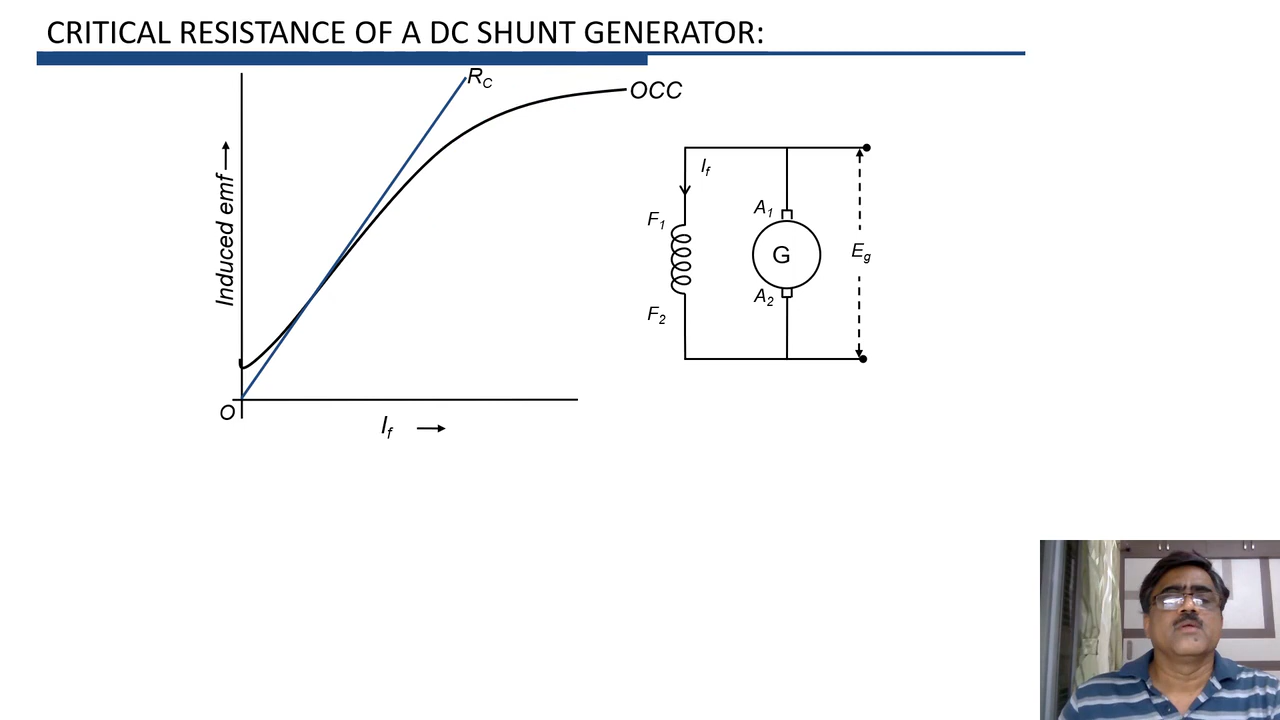 CRITICAL RESISTANCE OF A DC SHUNT GENERATOR:
R_C
OCC
Induced emf →
O
I_f →
I_f
F_1
F_2
A_1
G
A_2
E_g